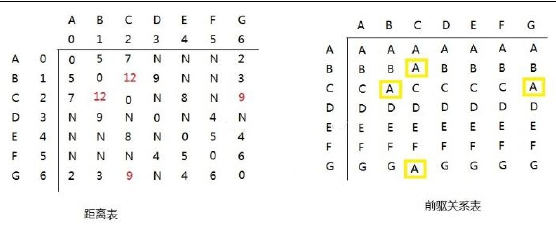 A B C D E F G
0 1 2 3 4 5 6
A 0 0 5 7 N N N 2
B 1 5 0 12 9 N N 3
C 2 7 12 0 N 8 N 9
D 3 N 9 N 0 N 4 N
E 4 N N 8 N 0 5 4
F 5 N N N 4 5 0 6
G 6 2 3 9 N 4 6 0
距离表
A B C D E F G
A A A A A A A A
B B B A B B B B
C C A C C C C A
D D D D D D D D
E E E E E E E E
F F F F F F F F
G G G A G G G G
前驱关系表